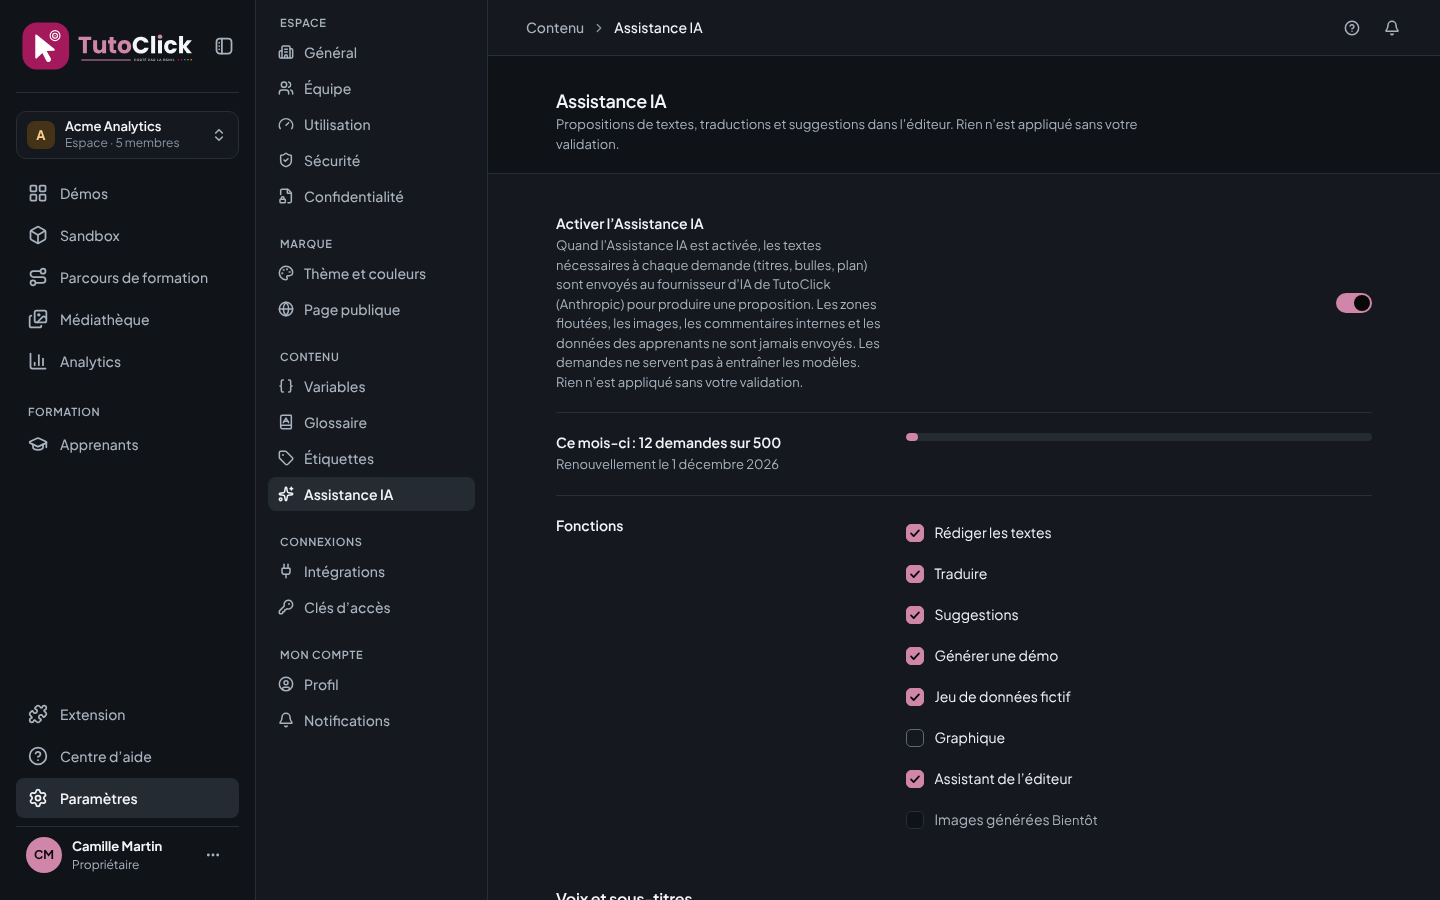 TutoClick
A
Acme Analytics
Espace · 5 membres
Démos
Sandbox
Parcours de formation
Médiathèque
Analytics
FORMATION
Apprenants
Extension
Centre d’aide
Paramètres
CM
Camille Martin
Propriétaire
ESPACE
Général
Équipe
Utilisation
Sécurité
Confidentialité
MARQUE
Thème et couleurs
Page publique
CONTENU
Variables
Glossaire
Étiquettes
Assistance IA
CONNEXIONS
Intégrations
Clés d’accès
MON COMPTE
Profil
Notifications
Contenu > Assistance IA
Assistance IA
Propositions de textes, traductions et suggestions dans l’éditeur. Rien n’est appliqué sans votre
validation.
Activer l’Assistance IA
Quand l’Assistance IA est activée, les textes
nécessaires à chaque demande (titres, bulles, plan)
sont envoyés au fournisseur d’IA de TutoClick
(Anthropic) pour produire une proposition. Les zones
floutées, les images, les commentaires internes et les
données des apprenants ne sont jamais envoyés. Les
demandes ne servent pas à entraîner les modèles.
Rien n’est appliqué sans votre validation.
Ce mois-ci : 12 demandes sur 500
Renouvellement le 1 décembre 2026
Fonctions
Rédiger les textes
Traduire
Suggestions
Générer une démo
Jeu de données fictif
Graphique
Assistant de l’éditeur
Images générées Bientôt
Voix et sous-titres